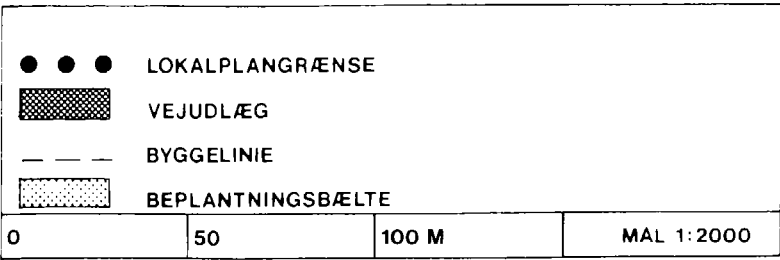 LOKALPLANGRÆNSE
VEJUDLÆG
BYGGELINIE
BEPLANTNINGSBÆLTE
0 50 100 M MAL 1:2000